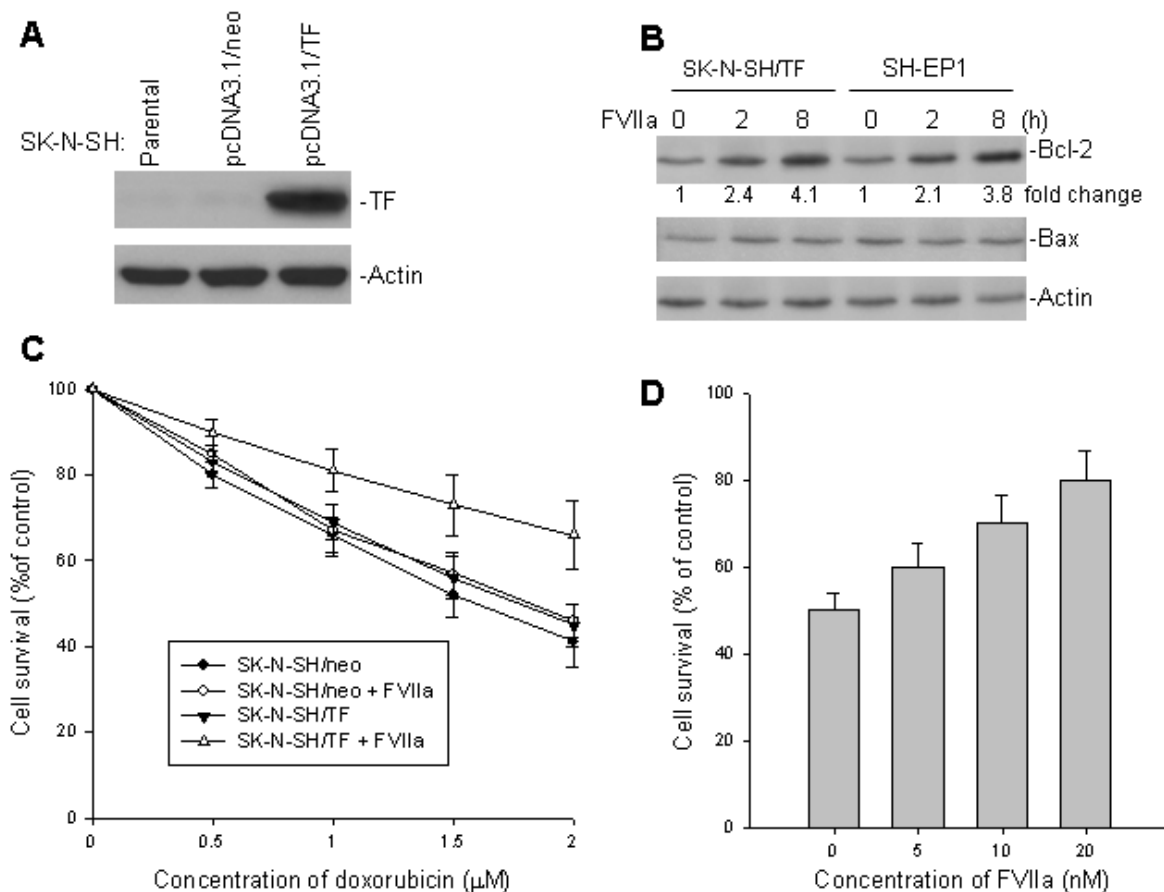 A
SK-N-SH:
Parental
pcDNA3.1/neo
pcDNA3.1/TF
-TF
-Actin
B
SK-N-SH/TF SH-EP1
FVIIa 0 2 8 0 2 8 (h)
-Bcl-2
1 2.4 4.1 1 2.1 3.8 fold change
-Bax
-Actin
C
Cell survival (%of control)
100
80
60
40
20
0
SK-N-SH/neo
SK-N-SH/neo + FVIIa
SK-N-SH/TF
SK-N-SH/TF + FVIIa
0 0.5 1 1.5 2
Concentration of doxorubicin (μM)
D
Cell survival (% of control)
100
80
60
40
20
0
0 5 10 20
Concentration of FVIIa (nM)